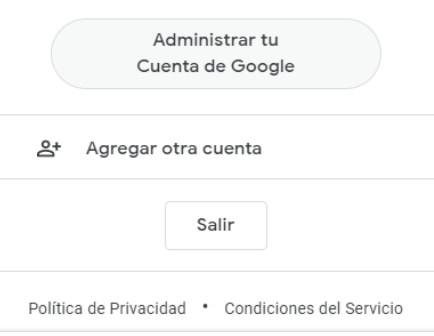 Administrar tu
Cuenta de Google
Agregar otra cuenta
Salir
Política de Privacidad • Condiciones del Servicio